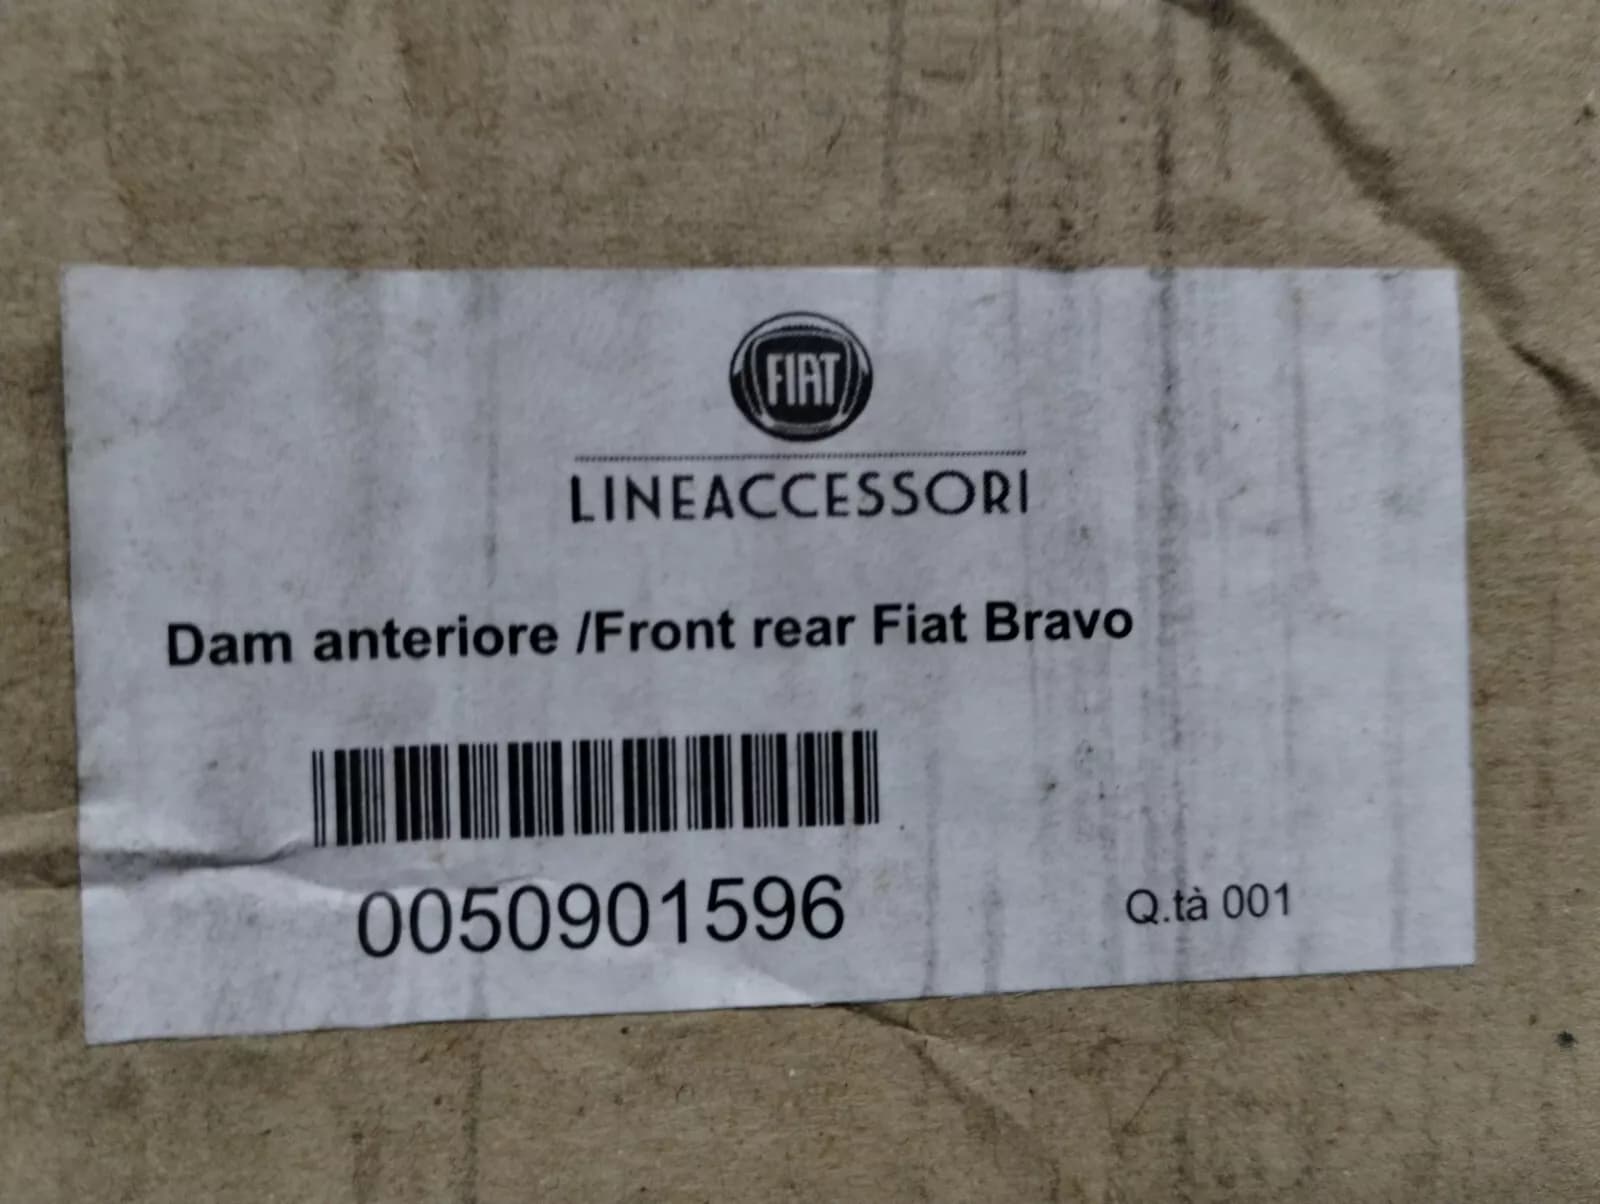 FIAT
LINEACCESSORI
Dam anteriore /Front rear Fiat Bravo
0050901596
Q.tà 001